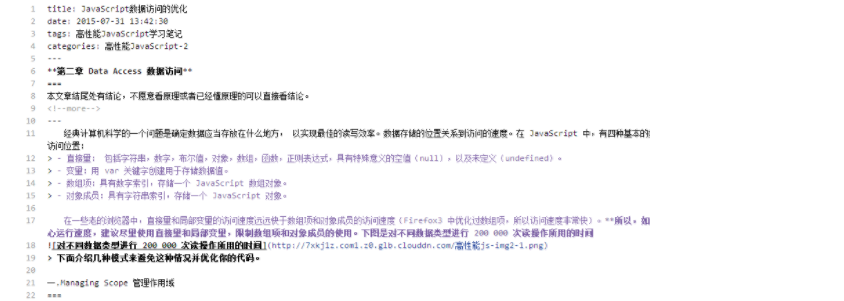 1 title: JavaScript数据访问的优化
2 date: 2015-07-31 13:42:30
3 tags: 高性能JavaScript学习笔记
4 categories: 高性能JavaScript-2
5 ---
6 **第二章 Data Access 数据访问**
7 ===
8 本文章结尾处有结论，不愿意看原理或者已经懂原理的可以直接看结论。
9 <!--more-->
10 ---
11 经典计算机科学的一个问题是确定数据应当存放在什么地方， 以实现最佳的读写效率。数据存储的位置关系到访问的速度。在 JavaScript 中，有四种基本的
访问位置：
12 > - 直接量： 包括字符串，数字，布尔值，对象，数组，函数，正则表达式，具有特殊意义的空值（null），以及未定义（undefined）。
13 > - 变量：用 var 关键字创建用于存储数据值。
14 > - 数组项：具有数字索引，存储一个 JavaScript 数组对象。
15 > - 对象成员：具有字符串索引，存储一个 JavaScript 对象。
16
17 在一些老的浏览器中，直接量和局部变量的访问速度远远快于数组项和对象成员的访问速度（Firefox3 中优化过数组项，所以访问速度非常快）。**所以，如
心运行速度，建议尽量使用直接量和局部变量，限制数组项和对象成员的使用。下图是对不同数据类型进行 200 000 次读操作所用的时间
18 ![对不同数据类型进行 200 000 次读操作所用的时间](http://7xkjlz.com1.z0.glb.clouddn.com/高性能js-img2-1.png)
19 > 下面介绍几种模式来避免这种情况并优化你的代码。
20
21 一.Managing Scope 管理作用域
22 ===